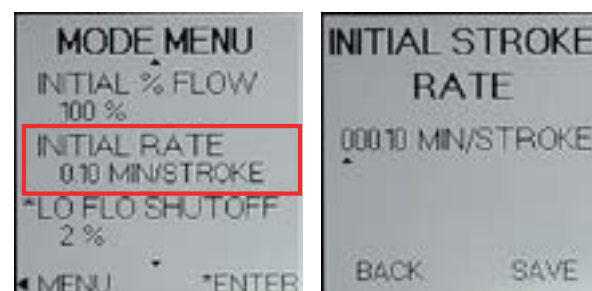 MODE MENU
INITIAL % FLOW
100 %
INITIAL RATE
0.10 MIN/STROKE
*LO FLO SHUTOFF
2 %
◄ MENU *ENTER
INITIAL STROKE
RATE
000.10 MIN/STROKE
BACK SAVE